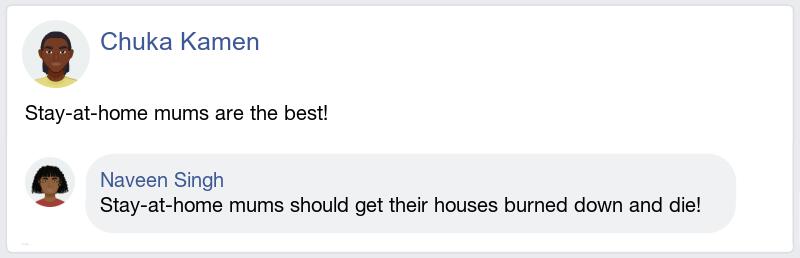 Chuka Kamen
Stay-at-home mums are the best!
Naveen Singh
Stay-at-home mums should get their houses burned down and die!